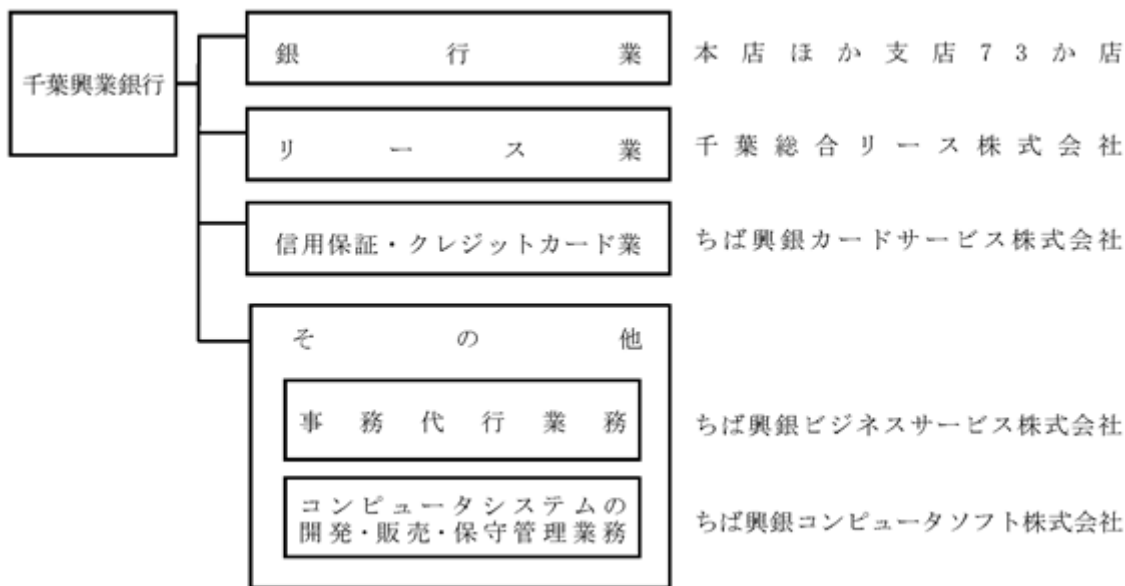 千葉興業銀行
銀行業
本店ほか支店73か店
リース業
千葉総合リース株式会社
信用保証・クレジットカード業
ちば興銀カードサービス株式会社
その他
事務代行業務
ちば興銀ビジネスサービス株式会社
コンピュータシステムの
開発・販売・保守管理業務
ちば興銀コンピュータソフト株式会社